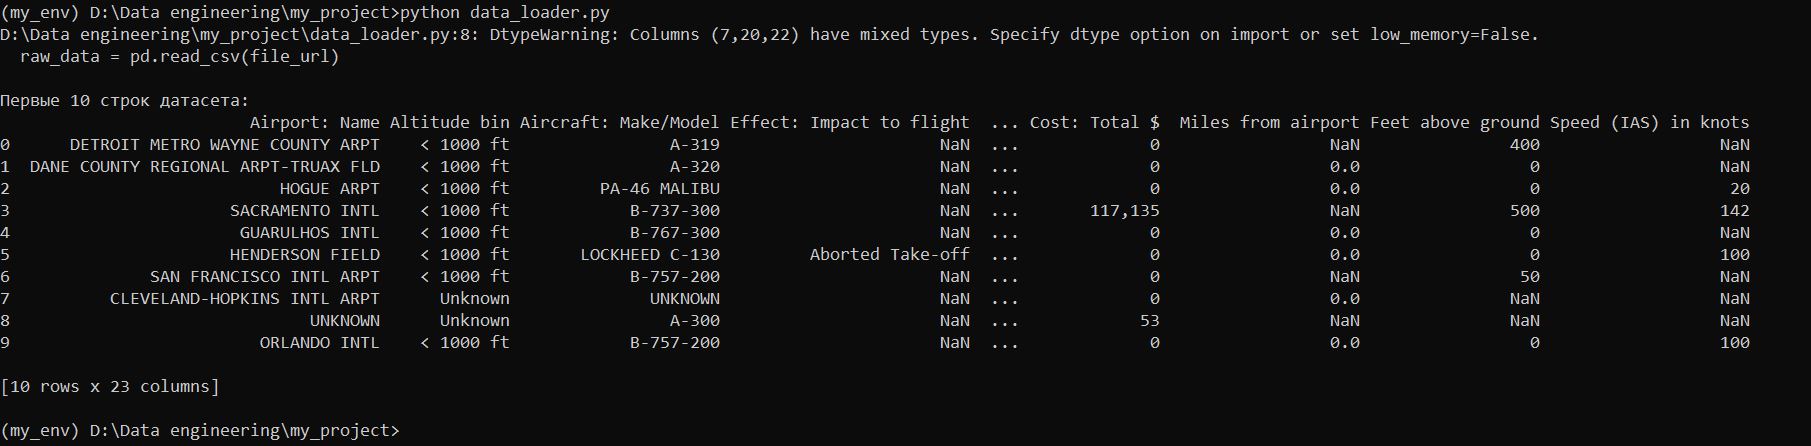 (my_env) D:\Data engineering\my_project>python data_loader.py
D:\Data engineering\my_project\data_loader.py:8: DtypeWarning: Columns (7,20,22) have mixed types. Specify dtype option on import or set low_memory=False.
  raw_data = pd.read_csv(file_url)
Первые 10 строк датасета:
Airport: Name Altitude bin Aircraft: Make/Model Effect: Impact to flight ... Cost: Total $ Miles from airport Feet above ground Speed (IAS) in knots
0 DETROIT METRO WAYNE COUNTY ARPT < 1000 ft A-319 NaN ... 0 NaN 400 NaN
1 DANE COUNTY REGIONAL ARPT-TRUAX FLD < 1000 ft A-320 NaN ... 0 0.0 0 NaN
2 HOGUE ARPT < 1000 ft PA-46 MALIBU NaN ... 0 0.0 0 20
3 SACRAMENTO INTL < 1000 ft B-737-300 NaN ... 117,135 NaN 500 142
4 GUARULHOS INTL < 1000 ft B-767-300 NaN ... 0 0.0 0 NaN
5 HENDERSON FIELD < 1000 ft LOCKHEED C-130 Aborted Take-off ... 0 0.0 0 100
6 SAN FRANCISCO INTL ARPT < 1000 ft B-757-200 NaN ... 0 NaN 50 NaN
7 CLEVELAND-HOPKINS INTL ARPT Unknown UNKNOWN NaN ... 0 0.0 NaN NaN
8 UNKNOWN Unknown A-300 NaN ... 53 NaN NaN NaN
9 ORLANDO INTL < 1000 ft B-757-200 NaN ... 0 0.0 0 100
[10 rows x 23 columns]
(my_env) D:\Data engineering\my_project>